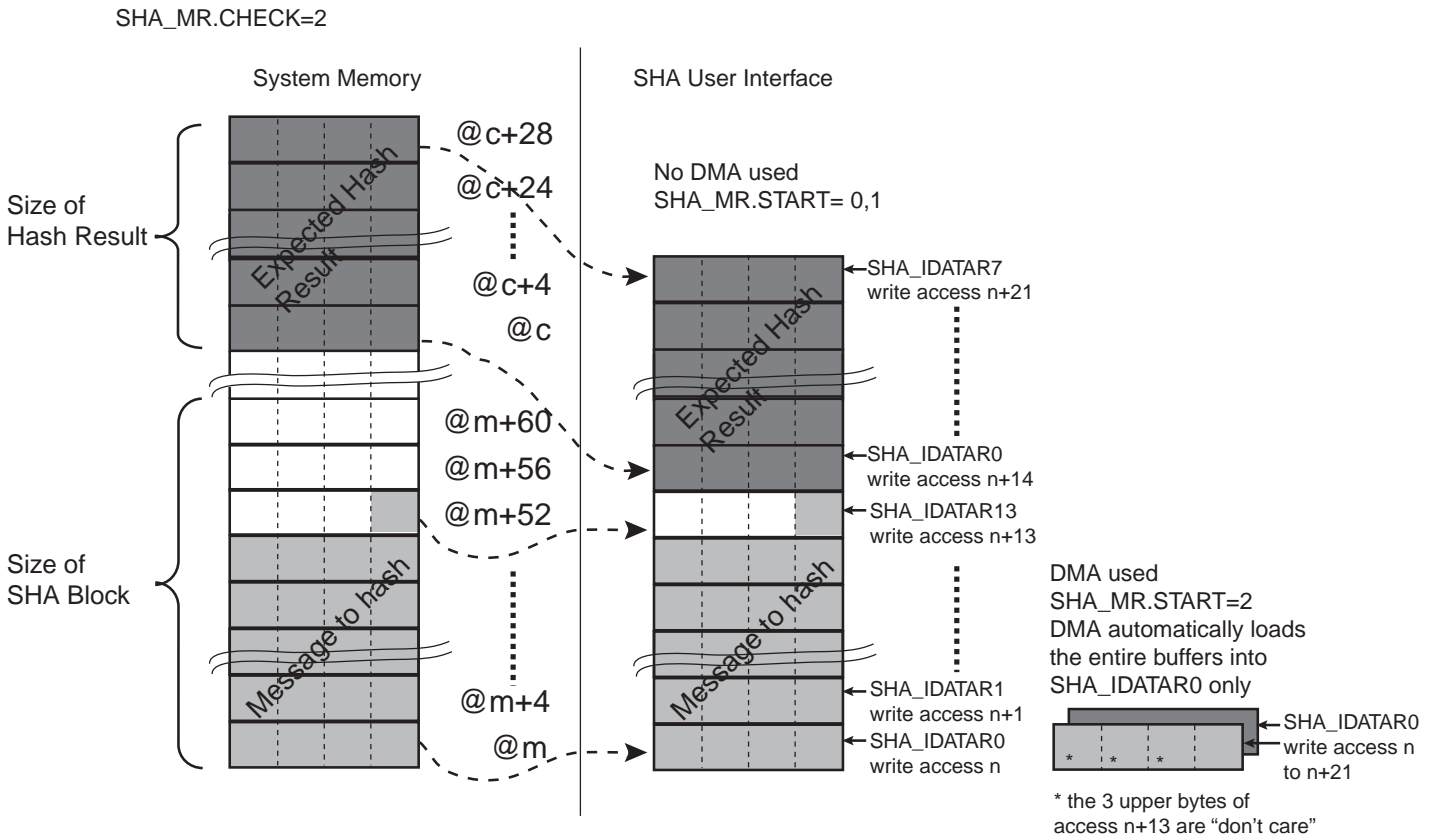 SHA_MR.CHECK=2
System Memory
SHA User Interface
Size of
Hash Result
Expected Hash
Result
@c+28
@c+24
@c+4
@c
No DMA used
SHA_MR.START= 0,1
Expected Hash
Result
SHA_IDATAR7
write access n+21
SHA_IDATAR0
write access n+14
SHA_IDATAR13
write access n+13
Size of
SHA Block
@m+60
@m+56
@m+52
@m+4
@m
Message to hash
Message to hash
SHA_IDATAR1
write access n+1
SHA_IDATAR0
write access n
DMA used
SHA_MR.START=2
DMA automatically loads
the entire buffers into
SHA_IDATAR0 only
* * *
SHA_IDATAR0
write access n
to n+21
* the 3 upper bytes of
access n+13 are “don’t care”